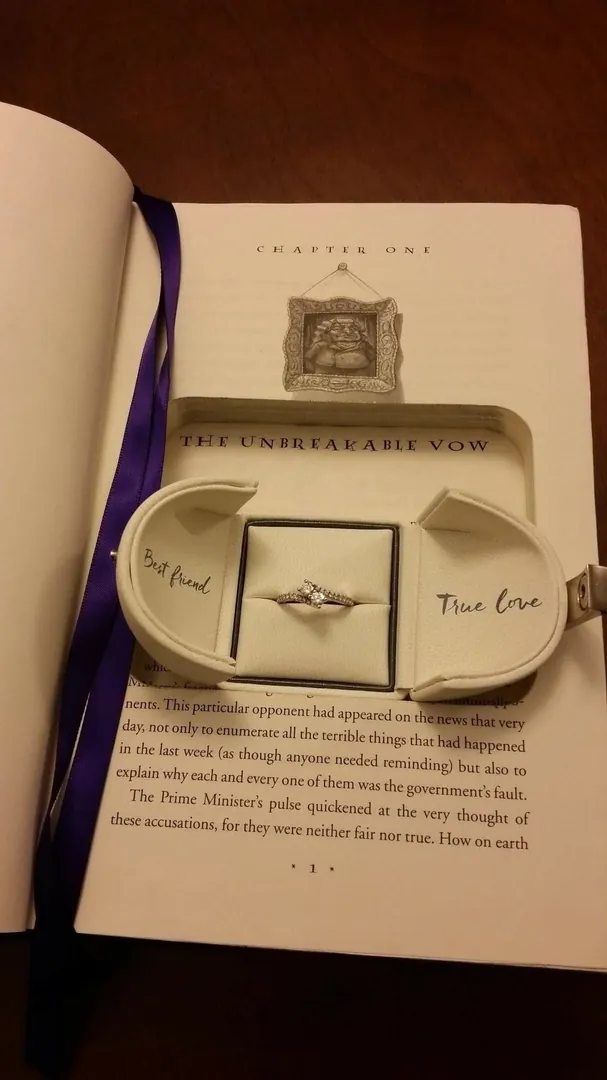 CHAPTER ONE
THE UNBREAKABLE VOW
Best friend
True love
nents. This particular opponent had appeared on the news that very
day, not only to enumerate all the terrible things that had happened
in the last week (as though anyone needed reminding) but also to
explain why each and every one of them was the government's fault.
The Prime Minister's pulse quickened at the very thought of
these accusations, for they were neither fair nor true. How on earth
* 1 *